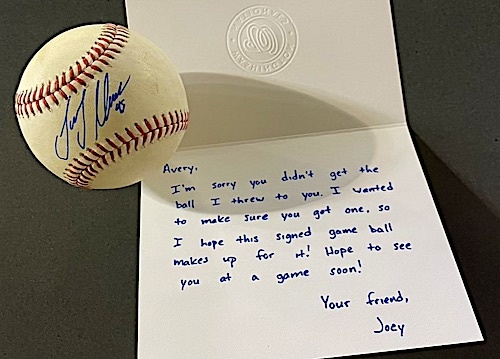 Avery,
I'm sorry you didn't get the
ball I threw to you. I wanted
to make sure you got one, so
I hope this signed game ball
makes up for it! Hope to see
you at a game soon!
Your friend,
Joey